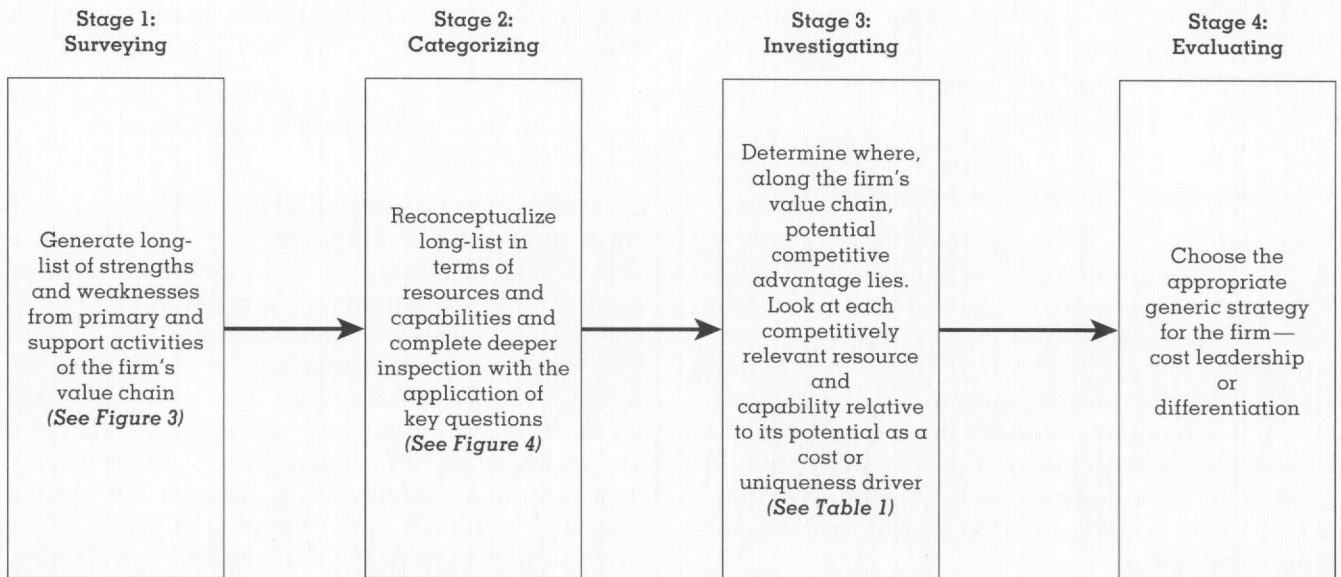 Stage 1:
Surveying
Stage 2:
Categorizing
Stage 3:
Investigating
Stage 4:
Evaluating
Generate long-
list of strengths
and weaknesses
from primary and
support activities
of the firm's
value chain
(See Figure 3)
Reconceptualize
long-list in
terms of
resources and
capabilities and
complete deeper
inspection with the
application of
key questions
(See Figure 4)
Determine where,
along the firm's
value chain,
potential
competitive
advantage lies.
Look at each
competitively
relevant resource
and
capability relative
to its potential as a
cost or
uniqueness driver
(See Table 1)
Choose the
appropriate
generic strategy
for the firm —
cost leadership
or
differentiation